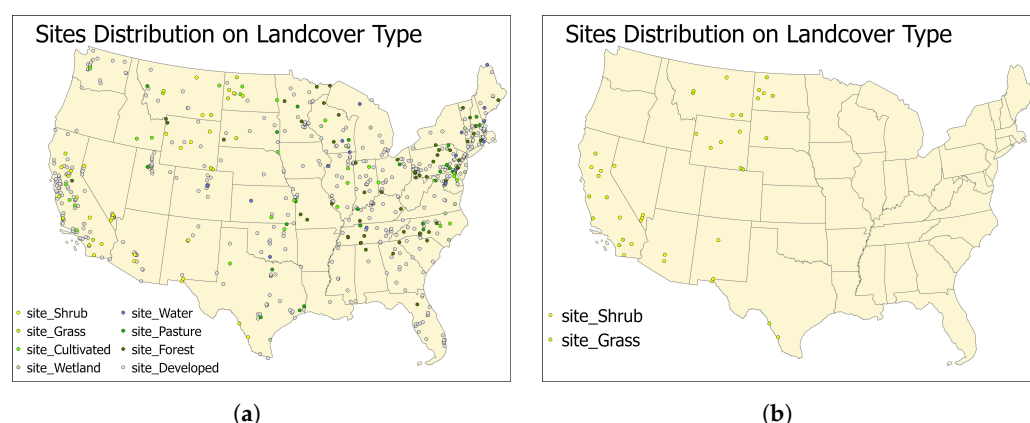 Sites Distribution on Landcover Type
site_Shrub
site_Grass
site_Cultivated
site_Wetland
site_Water
site_Pasture
site_Forest
site_Developed
(a)
Sites Distribution on Landcover Type
site_Shrub
site_Grass
(b)